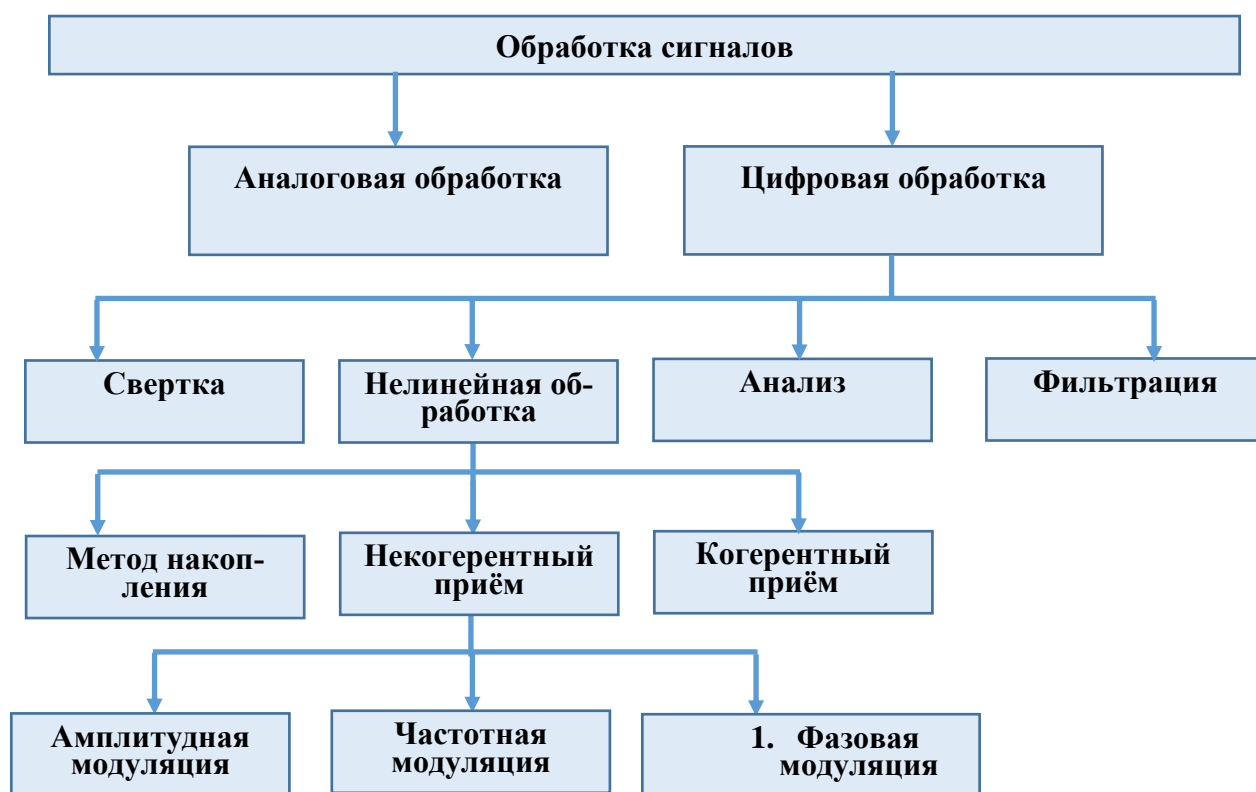 Обработка сигналов
Аналоговая обработка
Цифровая обработка
Свертка
Нелинейная об-
работка
Анализ
Фильтрация
Метод накоп-
ления
Некогерентный
приём
Когерентный
приём
Амплитудная
модуляция
Частотная
модуляция
1. Фазовая
модуляция